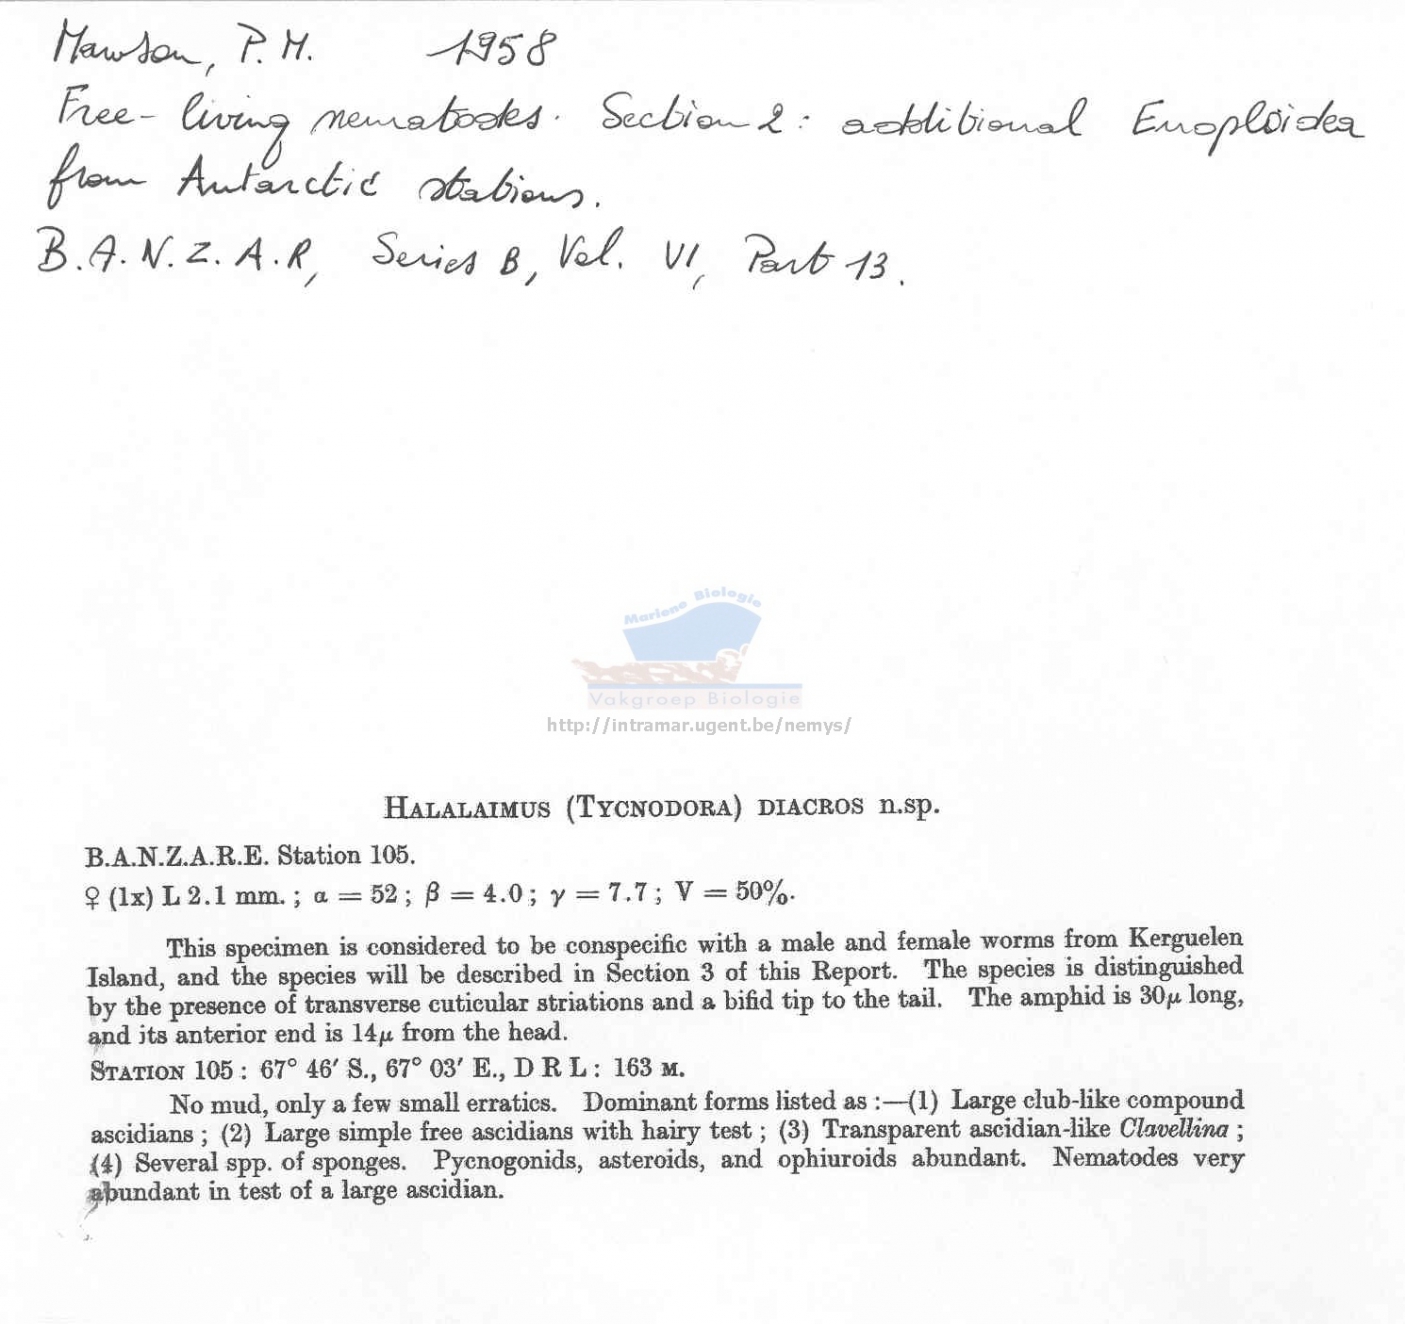 Mawson, P.M. 1958
Free-living nematodes. Section 2: additional Enoploidea
from Antarctic stations.
B.A.N.Z.A.R, Series B, Vol. VI, Part 13.
Mariene Biologie
Vakgroep Biologie
http://intramar.ugent.be/nemys/
HALALAIMUS (TYCNODORA) DIACROS n.sp.
B.A.N.Z.A.R.E. Station 105.
♀ (1x) L 2.1 mm. ; α = 52 ; β = 4.0 ; γ = 7.7 ; V = 50%.
This specimen is considered to be conspecific with a male and female worms from Kerguelen
Island, and the species will be described in Section 3 of this Report. The species is distinguished
by the presence of transverse cuticular striations and a bifid tip to the tail. The amphid is 30μ long,
and its anterior end is 14μ from the head.
STATION 105 : 67° 46′ S., 67° 03′ E., D R L : 163 M.
No mud, only a few small erratics. Dominant forms listed as :—(1) Large club-like compound
ascidians ; (2) Large simple free ascidians with hairy test ; (3) Transparent ascidian-like Clavellina ;
(4) Several spp. of sponges. Pycnogonids, asteroids, and ophiuroids abundant. Nematodes very
abundant in test of a large ascidian.